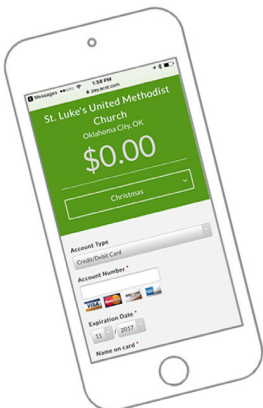 Messages 1:58 PM
pay.acst.com
St. Luke's United Methodist
Church
Oklahoma City, OK
$0.00
Christmas
Account Type
Credit/Debit Card
Account Number *
VISA
Expiration Date *
11 / 2017
Name on card *